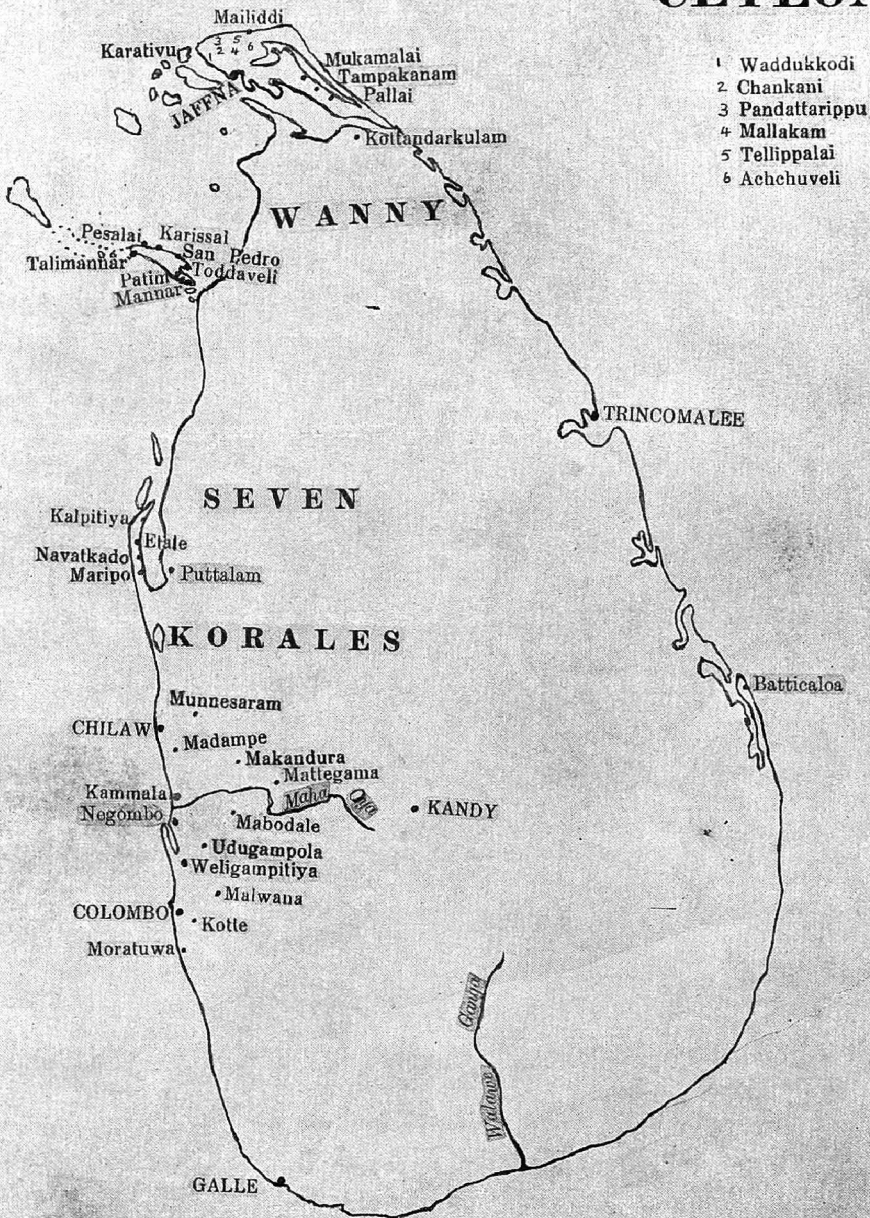 CEYLON
Mailiddi
Karativu
3 5
2 4 6
1
JAFFNA
Mukamalai
Tampakanam
Pallai
Kottandarkulam
1 Waddukkodi
2 Chankani
3 Pandattarippu
4 Mallakam
5 Tellippalai
6 Achchuveli
WANNY
Pesalai
Karissal
San Pedro
Talimannar
Toddaveli
Patim
Mannar
TRINCOMALEE
SEVEN
Kalpitiya
Etale
Navatkado
Maripo
Puttalam
KORALES
Batticaloa
Munnesaram
CHILAW
Madampe
Makandura
Mattegama
Kammala
Maha Oya
KANDY
Negombo
Mabodale
Udugampola
Weligampitiya
Malwana
COLOMBO
Kotte
Moratuwa
Ganga
Walawe
GALLE